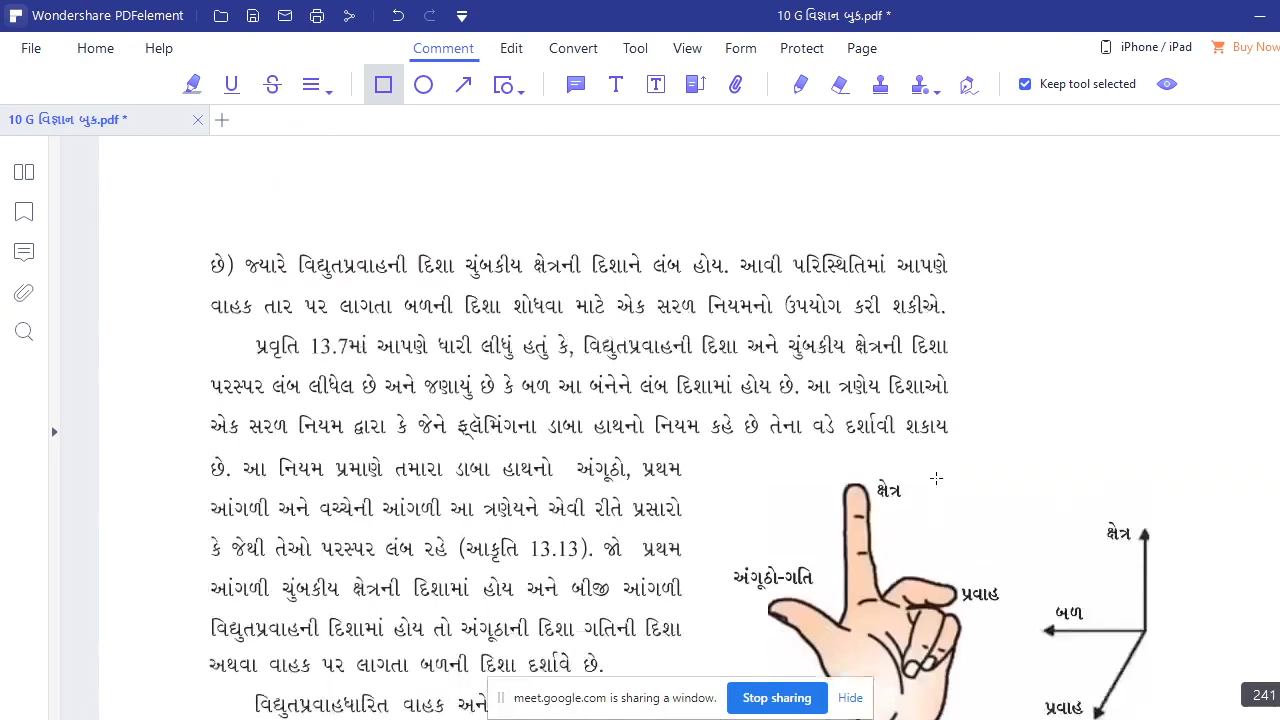 Wondershare PDFelement
10 G વિજ્ઞાન બુક.pdf *
File Home Help Comment Edit Convert Tool View Form Protect Page iPhone / iPad Buy Now
Keep tool selected
10 G વિજ્ઞાન બુક.pdf *
છે) જ્યારે વિદ્યુતપ્રવાહની દિશા ચુંબકીય ક્ષેત્રની દિશાને લંબ હોય. આવી પરિસ્થિતિમાં આપણે
વાહક તાર પર લાગતા બળની દિશા શોધવા માટે એક સરળ નિયમનો ઉપયોગ કરી શકીએ.
પ્રવૃતિ 13.7માં આપણે ધારી લીધું હતું કે, વિદ્યુતપ્રવાહની દિશા અને ચુંબકીય ક્ષેત્રની દિશા
પરસ્પર લંબ લીધેલ છે અને જણાયું છે કે બળ આ બંનેને લંબ દિશામાં હોય છે. આ ત્રણેય દિશાઓ
એક સરળ નિયમ દ્વારા કે જેને ફ્લૅમિંગના ડાબા હાથનો નિયમ કહે છે તેના વડે દર્શાવી શકાય
છે. આ નિયમ પ્રમાણે તમારા ડાબા હાથનો અંગૂઠો, પ્રથમ
આંગળી અને વચ્ચેની આંગળી આ ત્રણેયને એવી રીતે પ્રસારો
કે જેથી તેઓ પરસ્પર લંબ રહે (આકૃતિ 13.13). જો પ્રથમ
આંગળી ચુંબકીય ક્ષેત્રની દિશામાં હોય અને બીજી આંગળી
વિદ્યુતપ્રવાહની દિશામાં હોય તો અંગૂઠાની દિશા ગતિની દિશા
અથવા વાહક પર લાગતા બળની દિશા દર્શાવે છે.
વિદ્યુતપ્રવાહધારિત વાહક અને
ક્ષેત્ર
અંગૂઠો-ગતિ
પ્રવાહ
ક્ષેત્ર
બળ
પ્રવાહ
meet.google.com is sharing a window. Stop sharing Hide
241